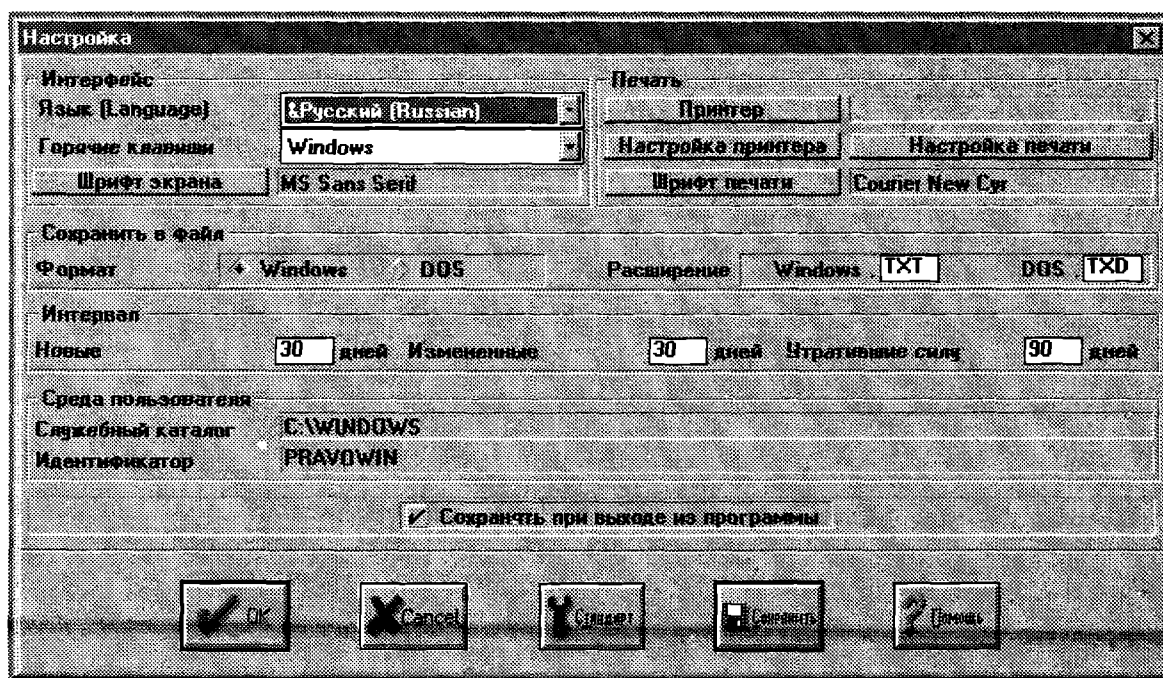 Настройка
Интерфейс
Язык (Language)
&Русский (Russian)
Горячие клавиши
Windows
Шрифт экрана
MS Sans Serif
Печать
Принтер
Настройка принтера
Настройка печати
Шрифт печати
Courier New Cyr
Сохранить в файл
Формат
Windows
DOS
Расширение
Windows .TXT
DOS .TXD
Интервал
Новые 30 дней
Измененные 30 дней
Утратившие силу 90 дней
Среда пользователя
Служебный каталог
C:\WINDOWS
Идентификатор
PRAVOWIN
Сохранять при выходе из программы
OK
Cancel
Стандарт
Сохранить
Помощь